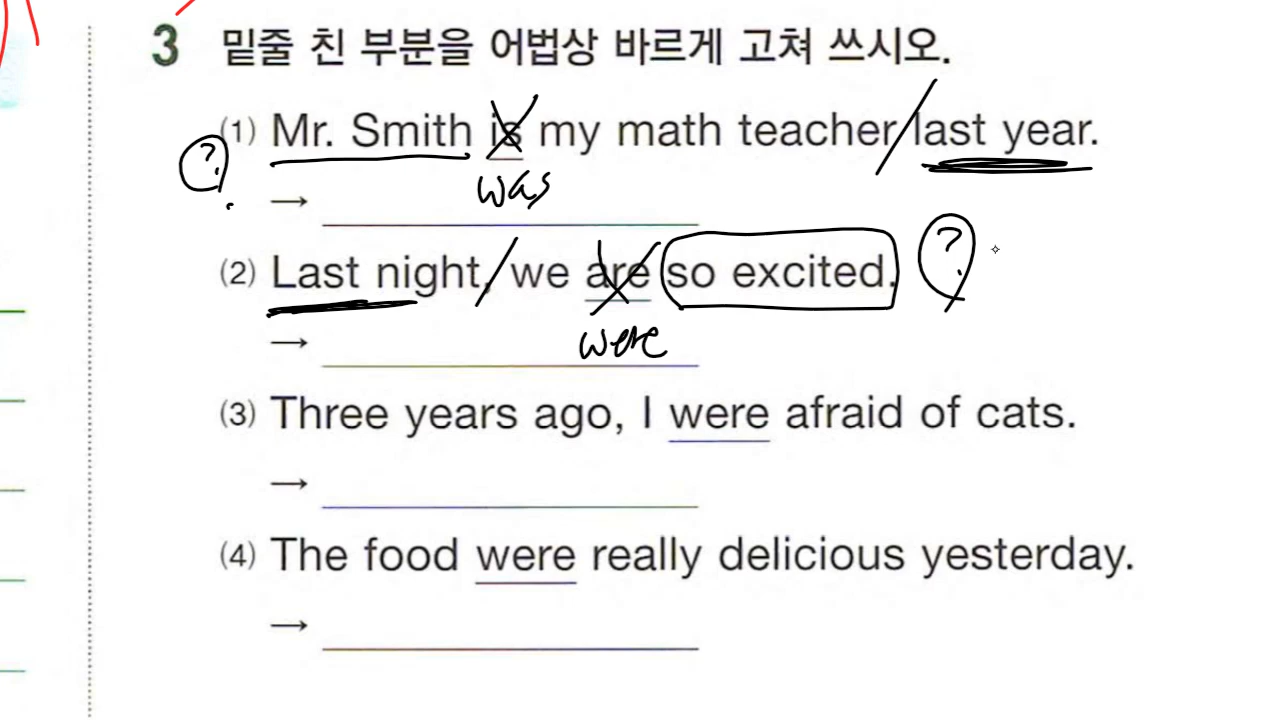 3 밑줄 친 부분을 어법상 바르게 고쳐 쓰시오.
? (1) Mr. Smith is my math teacher/last year.
was
→
(2) Last night,/we are so excited. ?
were
→
(3) Three years ago, I were afraid of cats.
→
(4) The food were really delicious yesterday.
→